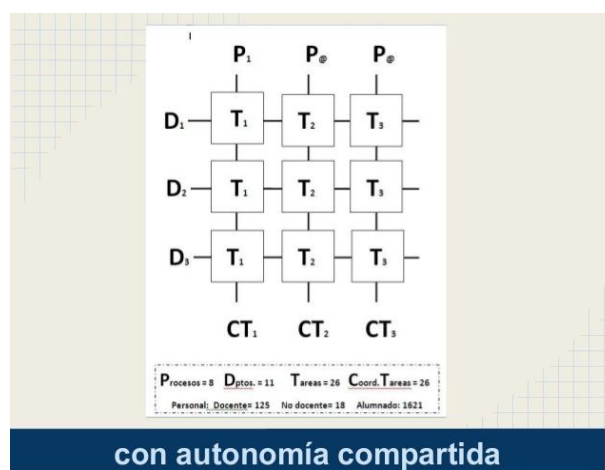 P1 P@ P@
D1 T1 T2 T3
D2 T1 T2 T3
D3 T1 T2 T3
CT1 CT2 CT3
Procesos = 8 Dptos. = 11 Tareas = 26 Coord.Tareas = 26
Personal: Docente= 125 No docente= 18 Alumnado: 1621
con autonomía compartida